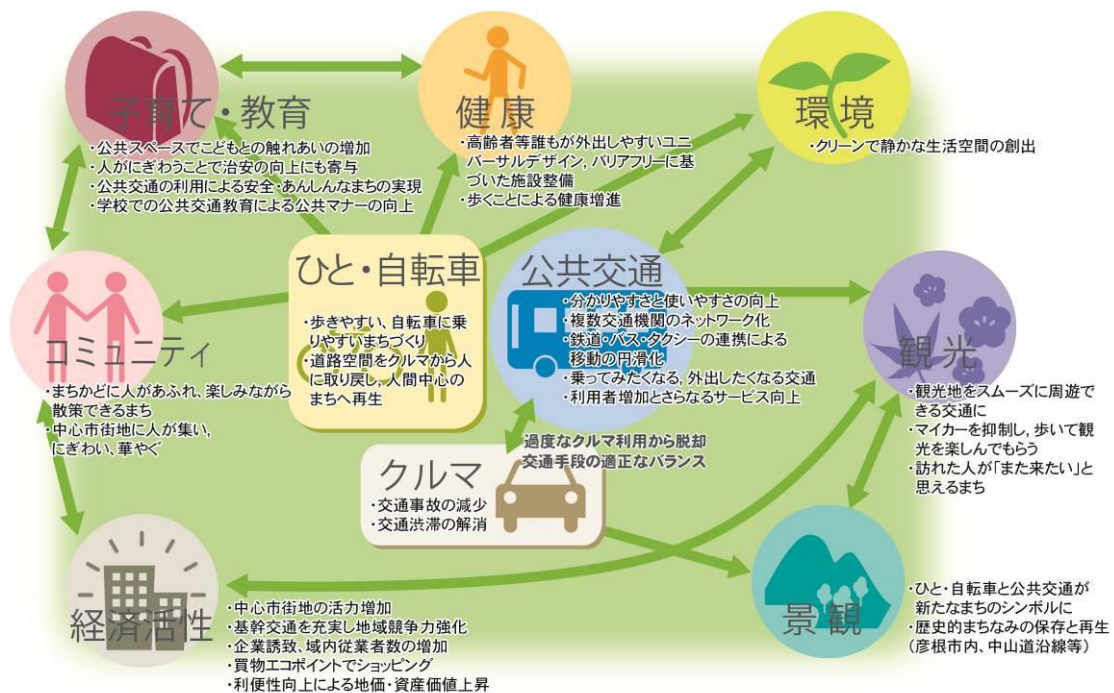 子育て・教育
・公共スペースでこどもとの触れあいの増加
・人がにぎわうことで治安の向上にも寄与
・公共交通の利用による安全・あんしんなまちの実現
・学校での公共交通教育による公共マナーの向上
健康
・高齢者等誰もが外出しやすいユニ
バーサルデザイン，バリアフリーに基
づいた施設整備
・歩くことによる健康増進
環境
・クリーンで静かな生活空間の創出
ひと・自転車
・歩きやすい、自転車に乗
りやすいまちづくり
・道路空間をクルマから人
に取り戻し、人間中心の
まちへ再生
公共交通
・分かりやすさと使いやすさの向上
・複数交通機関のネットワーク化
・鉄道・バス・タクシーの連携による
移動の円滑化
・乗ってみたくなる，外出したくなる交通
・利用者増加とさらなるサービス向上
コミュニティ
・まちかどに人があふれ、楽しみながら
散策できるまち
・中心市街地に人が集い，
にぎわい、華やぐ
観光
・観光地をスムーズに周遊で
きる交通に
・マイカーを抑制し、歩いて観
光を楽しんでもらう
・訪れた人が「また来たい」と
思えるまち
過度なクルマ利用から脱却
交通手段の適正なバランス
クルマ
・交通事故の減少
・交通渋滞の解消
経済活性
・中心市街地の活力増加
・基幹交通を充実し地域競争力強化
・企業誘致、域内従業者数の増加
・買物エコポイントでショッピング
・利便性向上による地価・資産価値上昇
景観
・ひと・自転車と公共交通が
新たなまちのシンボルに
・歴史的まちなみの保存と再生
（彦根市内、中山道沿線等）